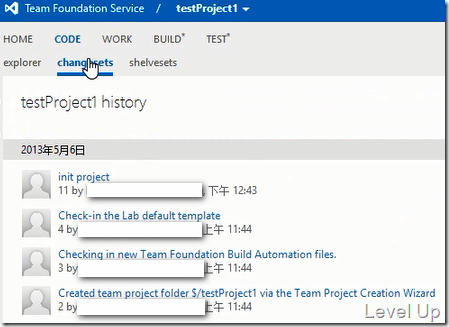 Team Foundation Service / testProject1
HOME CODE WORK BUILD* TEST*
explorer changesets shelvesets
testProject1 history
2013年5月6日
init project
11 by , 下午 12:43
Check-in the Lab default template
4 by 上午 11:44
Checking in new Team Foundation Build Automation files.
3 by 上午 11:44
Created team project folder $/testProject1 via the Team Project Creation Wizard
2 by 上午 11:44
Level Up